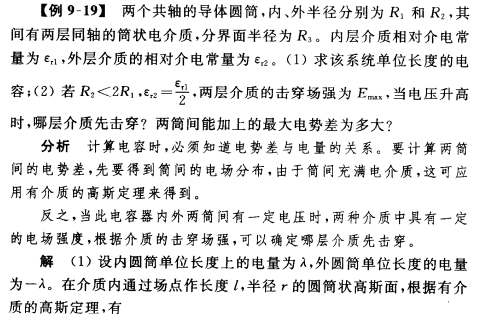 【例 9-19】 两个共轴的导体圆筒,内、外半径分别为 R₁ 和 R₂,其
间有两层同轴的筒状电介质,分界面半径为 R₃。内层介质相对介电常
量为 εr1,外层介质的相对介电常量为 εr2。(1) 求该系统单位长度的电
容;(2) 若 R₂<2R₁,εr2=εr1/2,两层介质的击穿场强为 Emax,当电压升高
时,哪层介质先击穿? 两筒间能加上的最大电势差为多大?
分析 计算电容时,必须知道电势差与电量的关系。要计算两筒
间的电势差,先要得到筒间的电场分布,由于筒间充满电介质,这可应
用有介质的高斯定理来得到。
反之,当此电容器内外两筒间有一定电压时,两种介质中具有一定
的电场强度,根据介质的击穿场强,可以确定哪层介质先击穿。
解 (1) 设内圆筒单位长度上的电量为 λ,外圆筒单位长度的电量
为-λ。在介质内通过场点作长度 l,半径 r 的圆筒状高斯面,根据有介
质的高斯定理,有